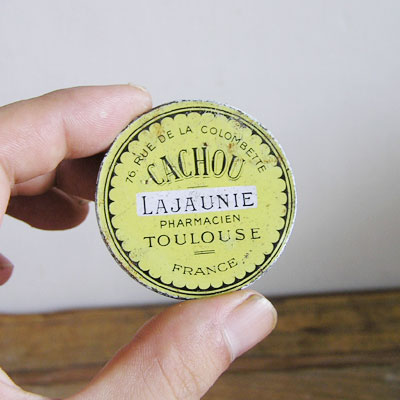 76. RUE DE LA COLOMBETTE
CACHOU
LAJAUNIE
PHARMACIEN
TOULOUSE
FRANCE.